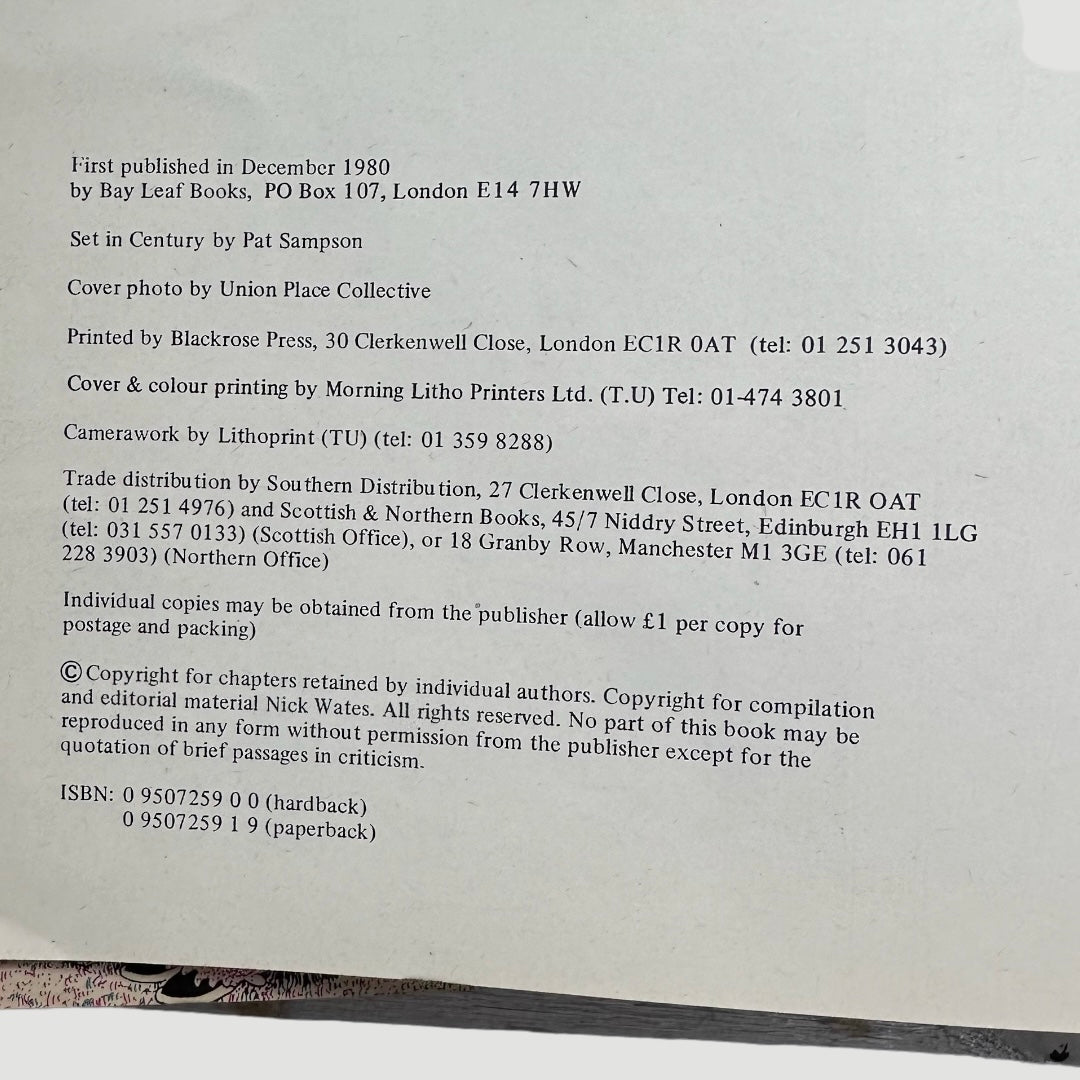 First published in December 1980
by Bay Leaf Books, PO Box 107, London E14 7HW
Set in Century by Pat Sampson
Cover photo by Union Place Collective
Printed by Blackrose Press, 30 Clerkenwell Close, London EC1R 0AT (tel: 01 251 3043)
Cover & colour printing by Morning Litho Printers Ltd. (T.U) Tel: 01-474 3801
Camerawork by Lithoprint (TU) (tel: 01 359 8288)
Trade distribution by Southern Distribution, 27 Clerkenwell Close, London EC1R OAT
(tel: 01 251 4976) and Scottish & Northern Books, 45/7 Niddry Street, Edinburgh EH1 1LG
(tel: 031 557 0133) (Scottish Office), or 18 Granby Row, Manchester M1 3GE (tel: 061
228 3903) (Northern Office)
Individual copies may be obtained from the publisher (allow £1 per copy for
postage and packing)
© Copyright for chapters retained by individual authors. Copyright for compilation
and editorial material Nick Wates. All rights reserved. No part of this book may be
reproduced in any form without permission from the publisher except for the
quotation of brief passages in criticism.
ISBN: 0 9507259 0 0 (hardback)
0 9507259 1 9 (paperback)